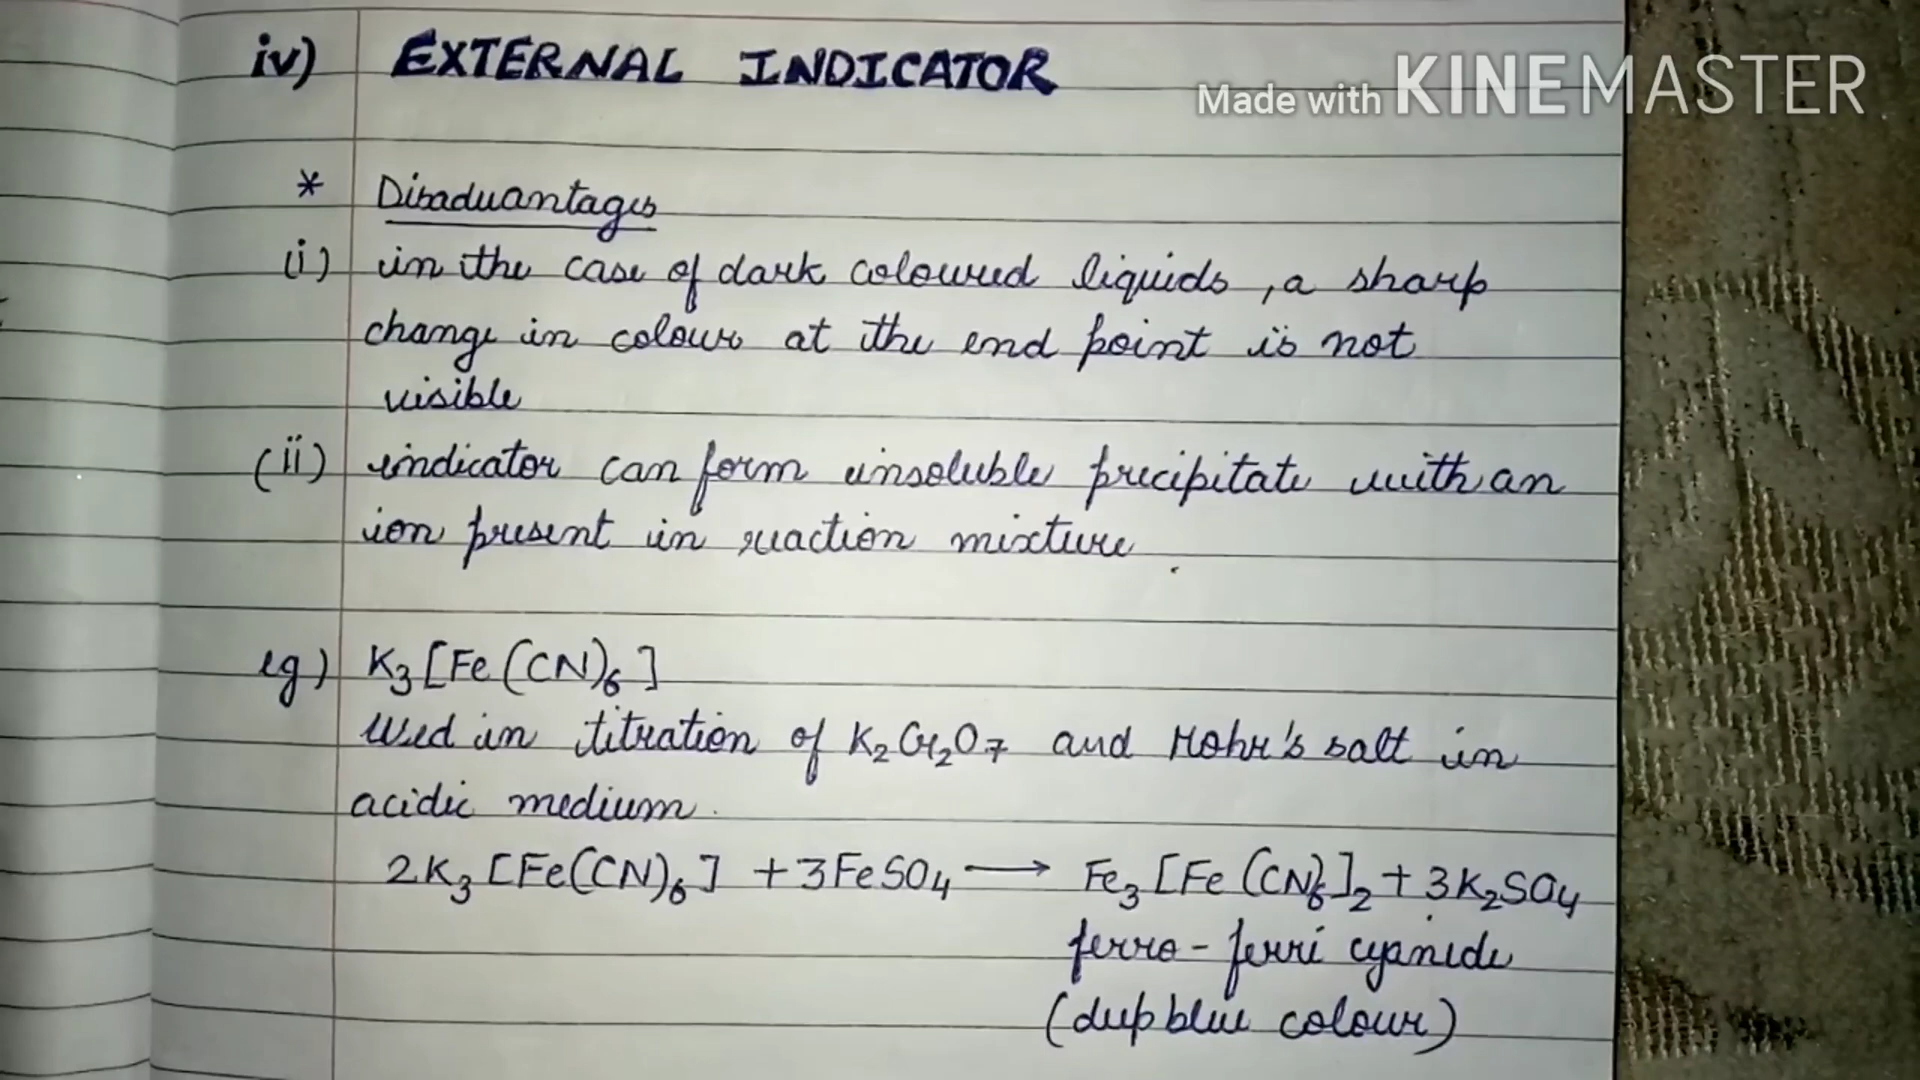 iv) EXTERNAL INDICATOR
Made with KINEMASTER
* Disadvantages
(i) in the case of dark coloured liquids, a sharp
change in colour at the end point is not
visible
(ii) indicator can form insoluble precipitate with an
ion present in reaction mixture.
eg) K₃[Fe(CN)₆]
Used in titration of K₂Cr₂O₇ and Mohr's salt in
acidic medium.
2K₃[Fe(CN)₆] + 3FeSO₄ ⟶ Fe₃[Fe(CN)₆]₂ + 3K₂SO₄
ferro-ferri cyanide
(deep blue colour)